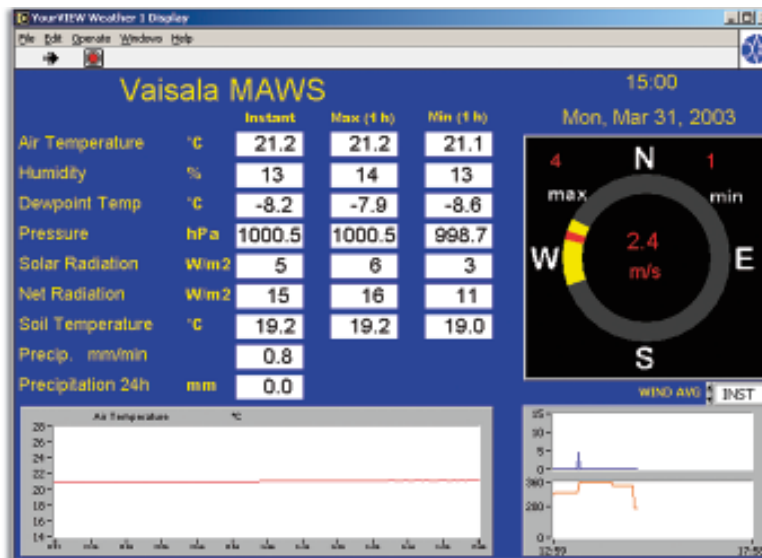 YourVIEW Weather 1 Display
File Edit Operate Windows Help
Vaisala MAWS
15:00
Mon, Mar 31, 2003
Instant Max (1 h) Min (1 h)
Air Temperature °C 21.2 21.2 21.1
Humidity % 13 14 13
Dewpoint Temp °C -8.2 -7.9 -8.6
Pressure hPa 1000.5 1000.5 998.7
Solar Radiation W/m2 5 6 3
Net Radiation W/m2 15 16 11
Soil Temperature °C 19.2 19.2 19.0
Precip. mm/min 0.8
Precipitation 24h mm 0.0
4 N 1
max min
W 2.4 E
m/s
S
WIND AVG INST
Air Temperature °C
28
26
24
22
20
18
16
14
15
10
5
0
360
200
0
12:59